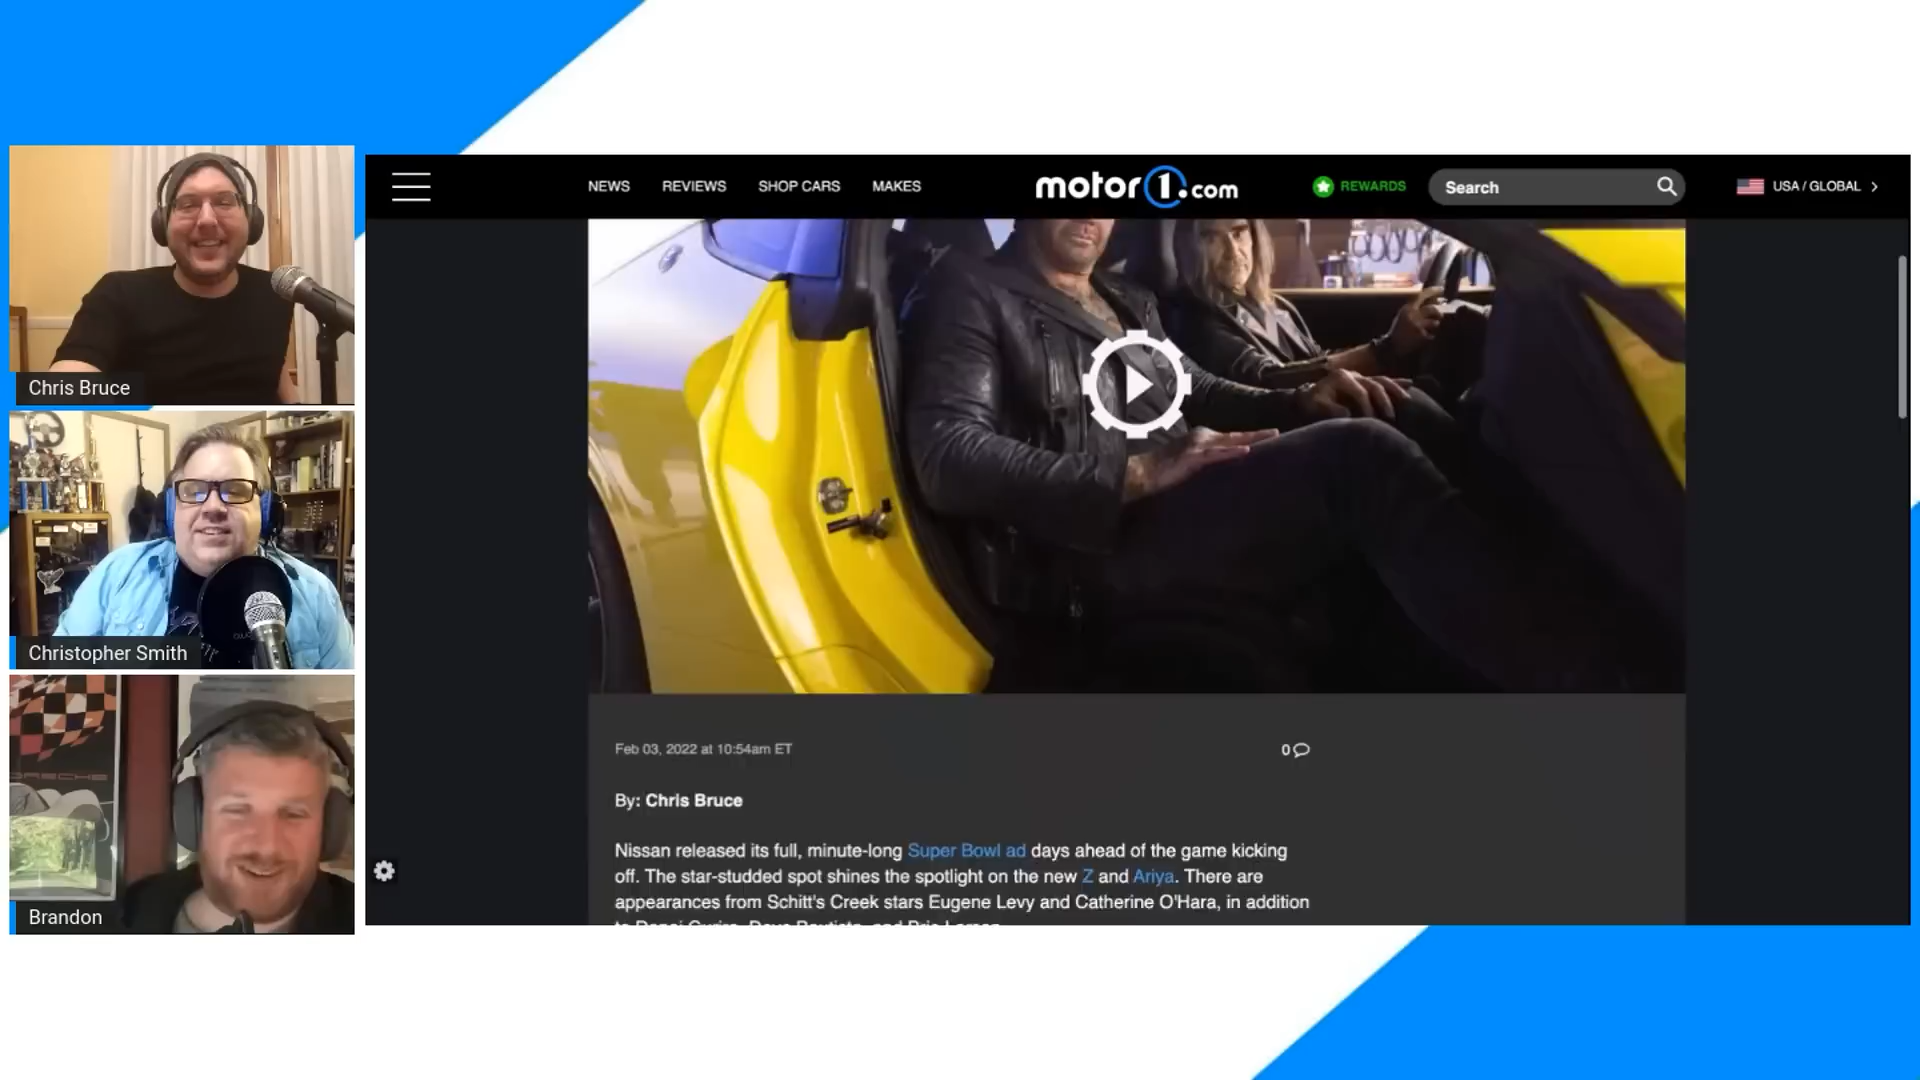 NEWS REVIEWS SHOP CARS MAKES motor1.com REWARDS Search USA / GLOBAL
Chris Bruce
Christopher Smith
PORSCHE
Brandon
Feb 03, 2022 at 10:54am ET 0
By: Chris Bruce
Nissan released its full, minute-long Super Bowl ad days ahead of the game kicking
off. The star-studded spot shines the spotlight on the new Z and Ariya. There are
appearances from Schitt's Creek stars Eugene Levy and Catherine O'Hara, in addition